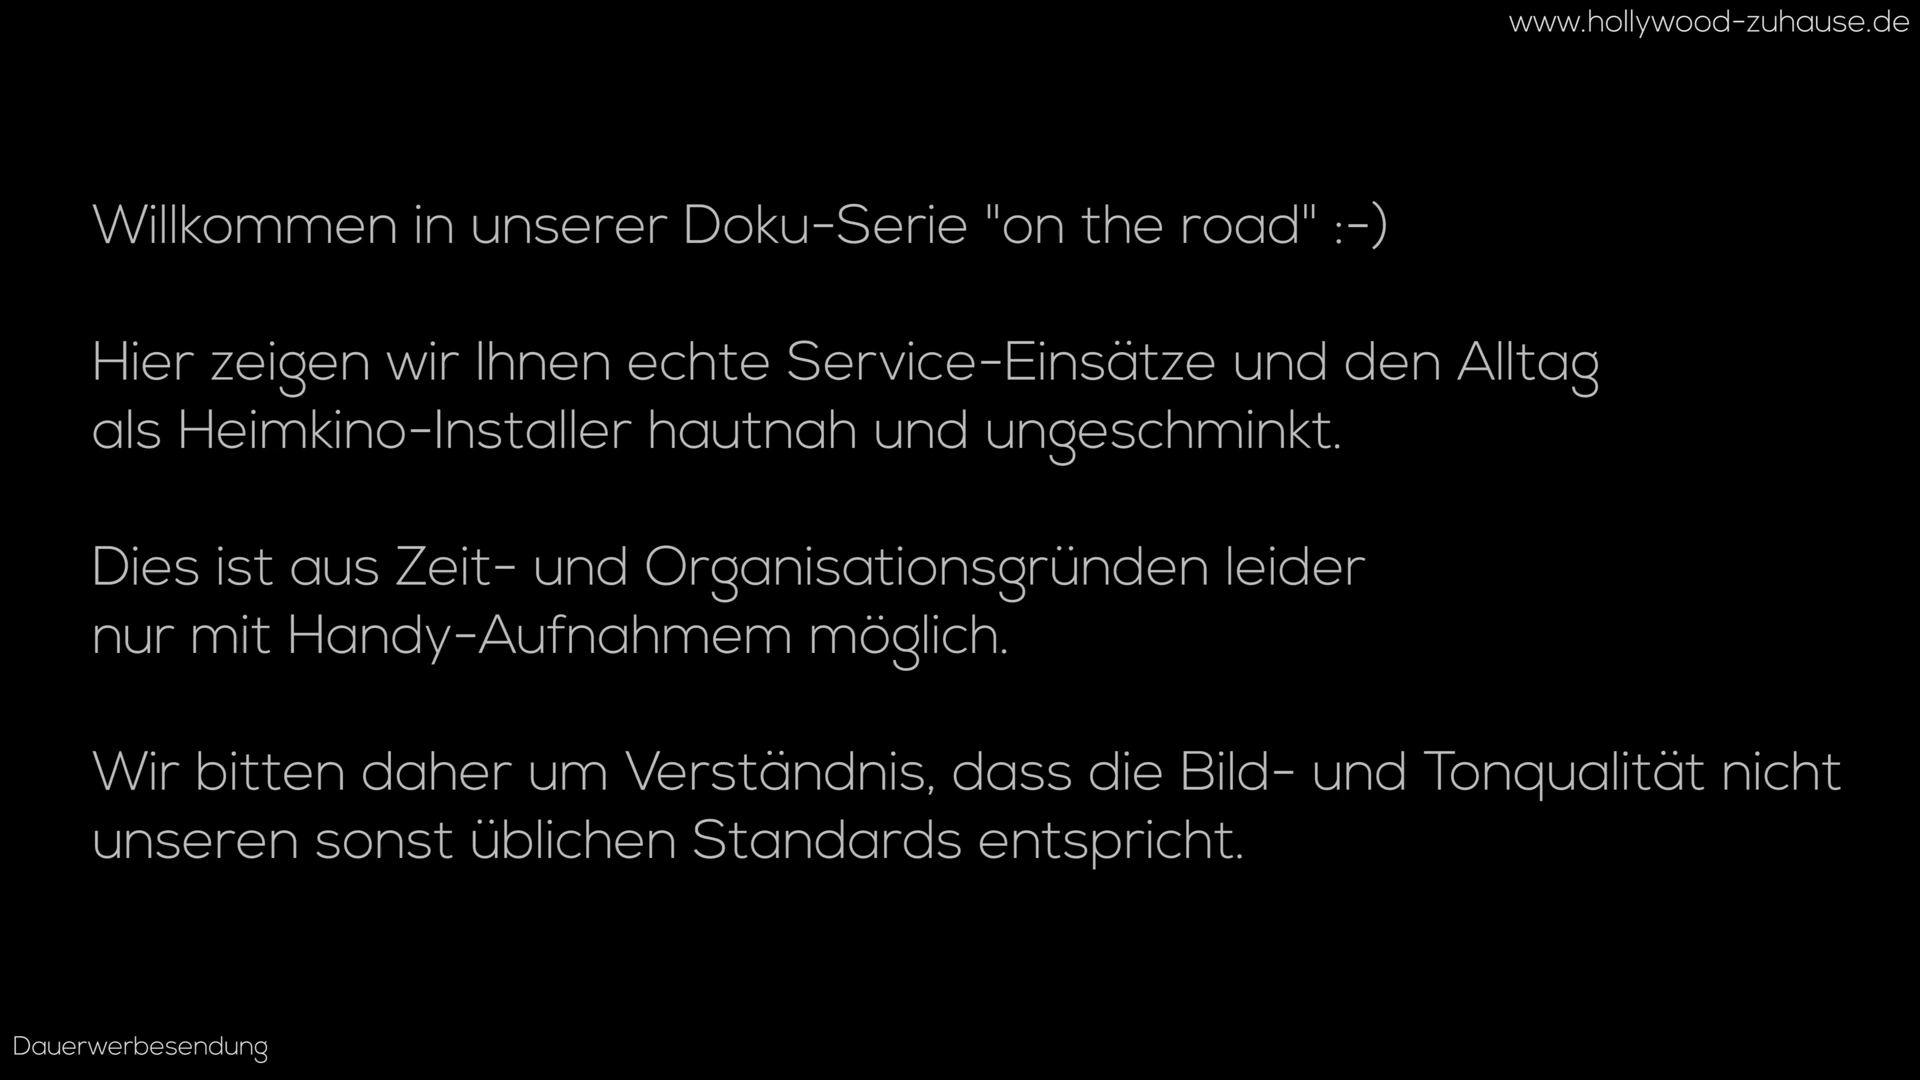 www.hollywood-zuhause.de
Willkommen in unserer Doku-Serie "on the road" :-)
Hier zeigen wir Ihnen echte Service-Einsätze und den Alltag
als Heimkino-Installer hautnah und ungeschminkt.
Dies ist aus Zeit- und Organisationsgründen leider
nur mit Handy-Aufnahmem möglich.
Wir bitten daher um Verständnis, dass die Bild- und Tonqualität nicht
unseren sonst üblichen Standards entspricht.
Dauerwerbesendung